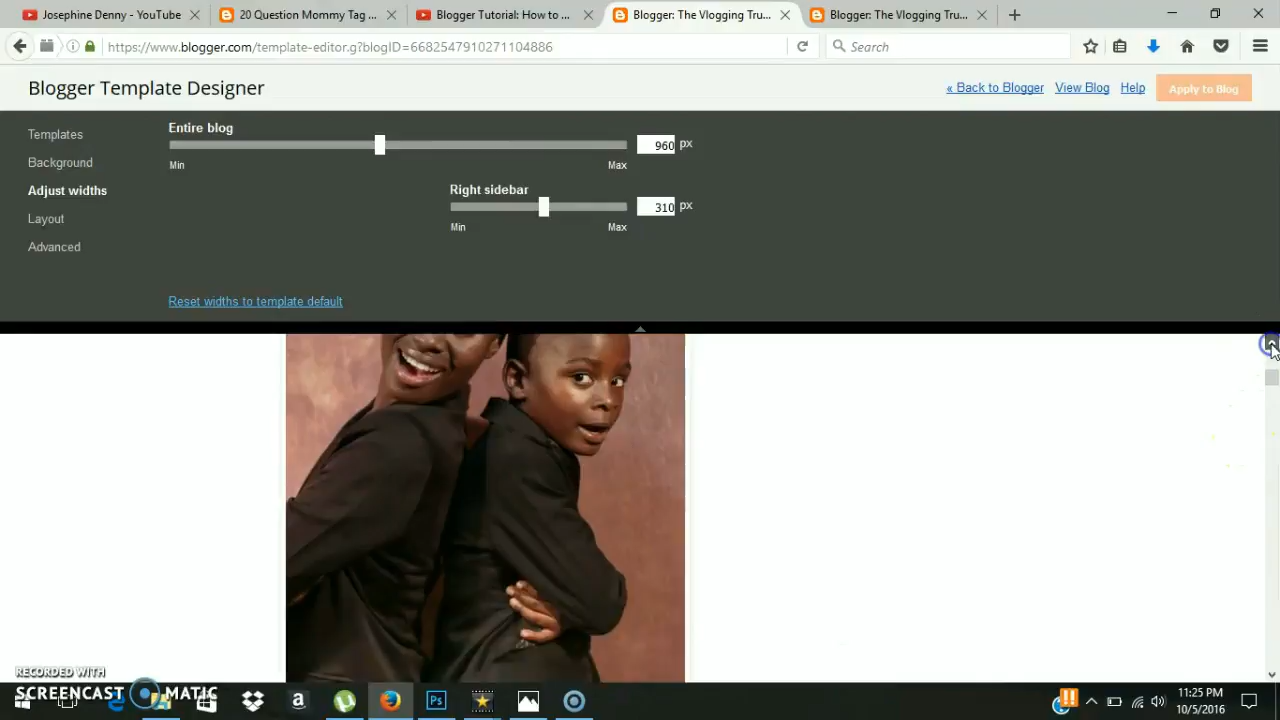 Josephine Denny - YouTube
20 Question Mommy Tag ...
Blogger Tutorial: How to ...
Blogger: The Vlogging Tru...
Blogger: The Vlogging Tru...
https://www.blogger.com/template-editor.g?blogID=6682547910271104886
Search
Blogger Template Designer
« Back to Blogger
View Blog
Help
Apply to Blog
Templates
Background
Adjust widths
Layout
Advanced
Entire blog
960 px
Min
Max
Right sidebar
310 px
Min
Max
Reset widths to template default
RECORDED WITH
SCREENCAST MATIC
a
Ps
11:25 PM
10/5/2016